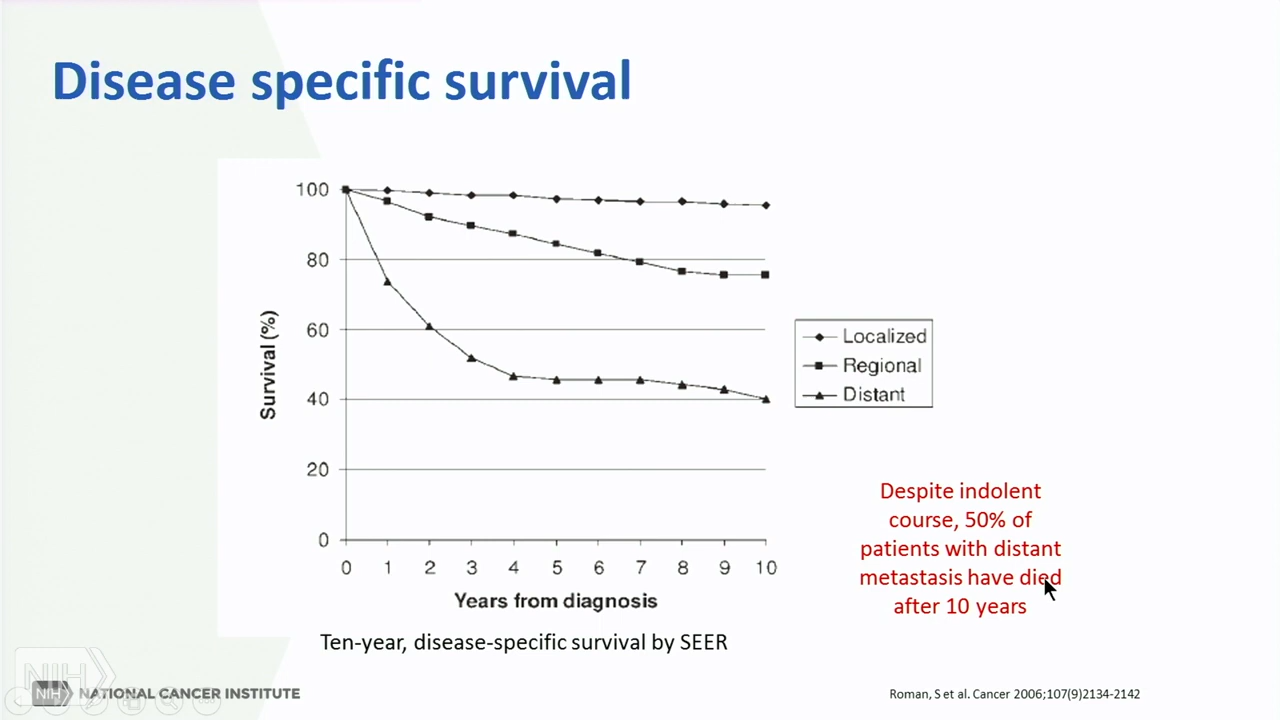 Disease specific survival
100
80
60
40
20
0
Survival (%)
0 1 2 3 4 5 6 7 8 9 10
Years from diagnosis
Localized
Regional
Distant
Despite indolent
course, 50% of
patients with distant
metastasis have died
after 10 years
Ten-year, disease-specific survival by SEER
NIH
NIH NATIONAL CANCER INSTITUTE
Roman, S et al. Cancer 2006;107(9)2134-2142